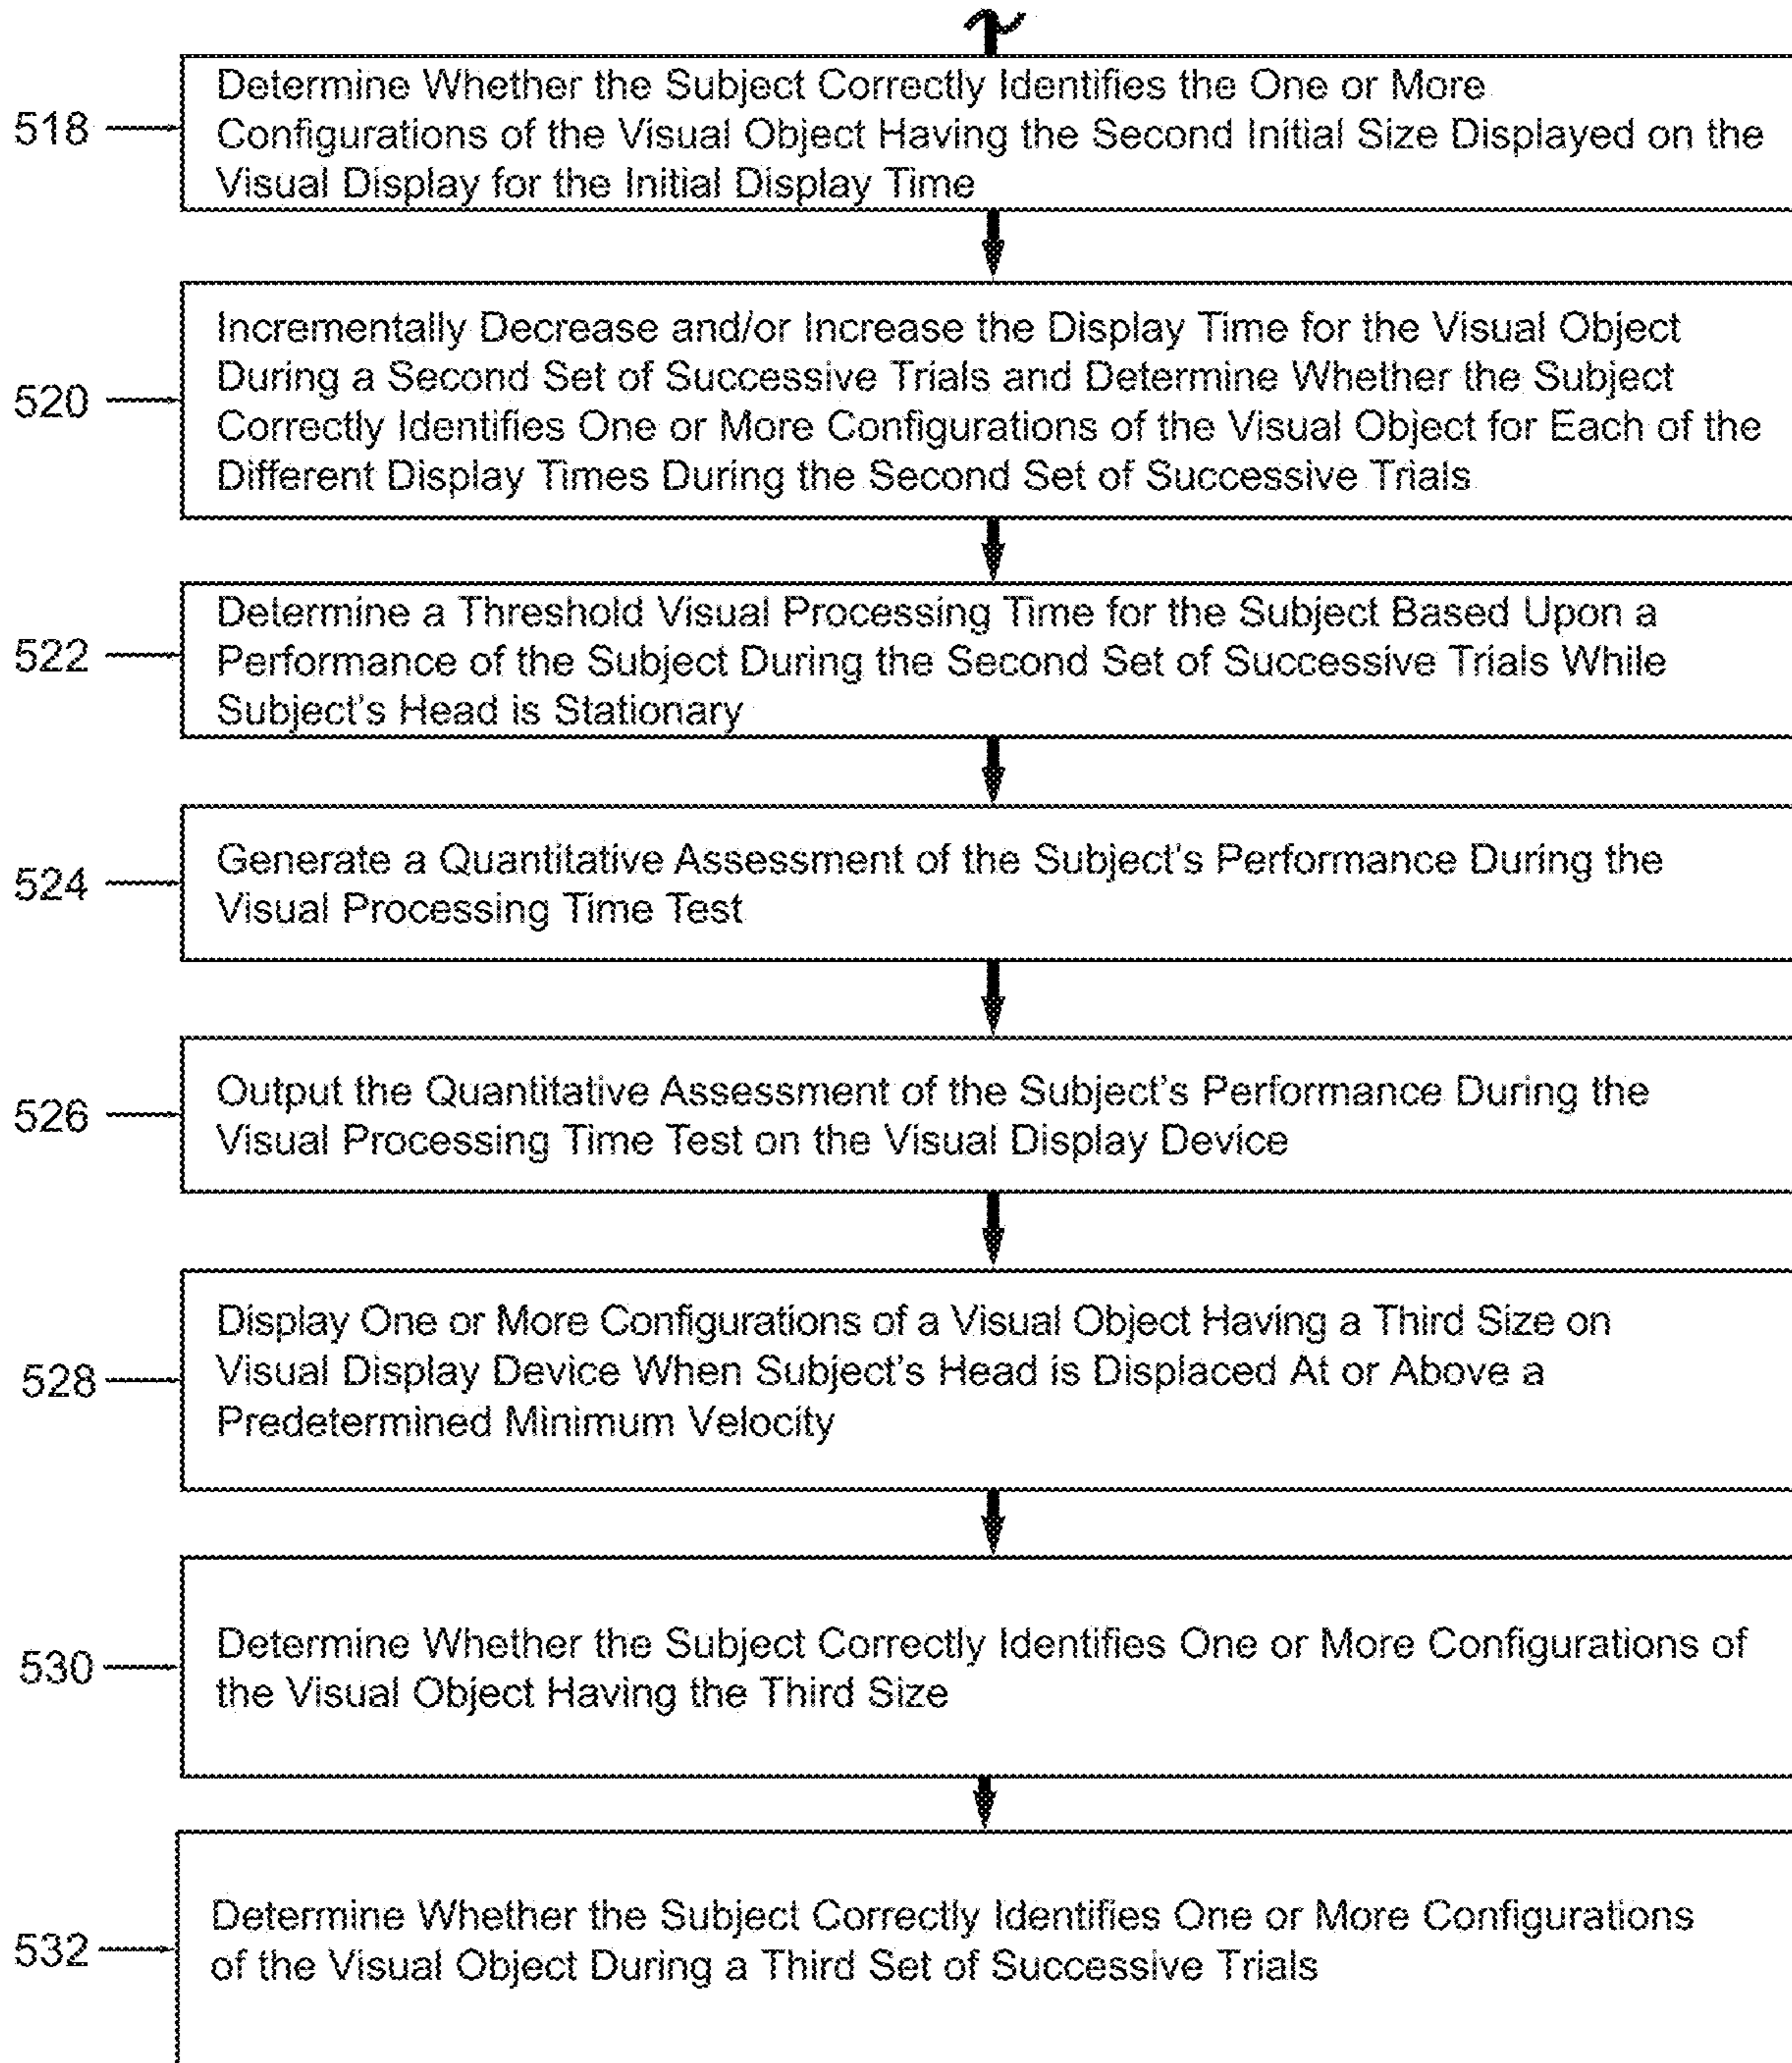 518
Determine Whether the Subject Correctly Identifies the One or More
Configurations of the Visual Object Having the Second Initial Size Displayed on the
Visual Display for the Initial Display Time
520
Incrementally Decrease and/or Increase the Display Time for the Visual Object
During a Second Set of Successive Trials and Determine Whether the Subject
Correctly Identifies One or More Configurations of the Visual Object for Each of the
Different Display Times During the Second Set of Successive Trials
522
Determine a Threshold Visual Processing Time for the Subject Based Upon a
Performance of the Subject During the Second Set of Successive Trials While
Subject's Head is Stationary
524
Generate a Quantitative Assessment of the Subject's Performance During the
Visual Processing Time Test
526
Output the Quantitative Assessment of the Subject's Performance During the
Visual Processing Time Test on the Visual Display Device
528
Display One or More Configurations of a Visual Object Having a Third Size on
Visual Display Device When Subject's Head is Displaced At or Above a
Predetermined Minimum Velocity
530
Determine Whether the Subject Correctly Identifies One or More Configurations of
the Visual Object Having the Third Size
532
Determine Whether the Subject Correctly Identifies One or More Configurations
of the Visual Object During a Third Set of Successive Trials